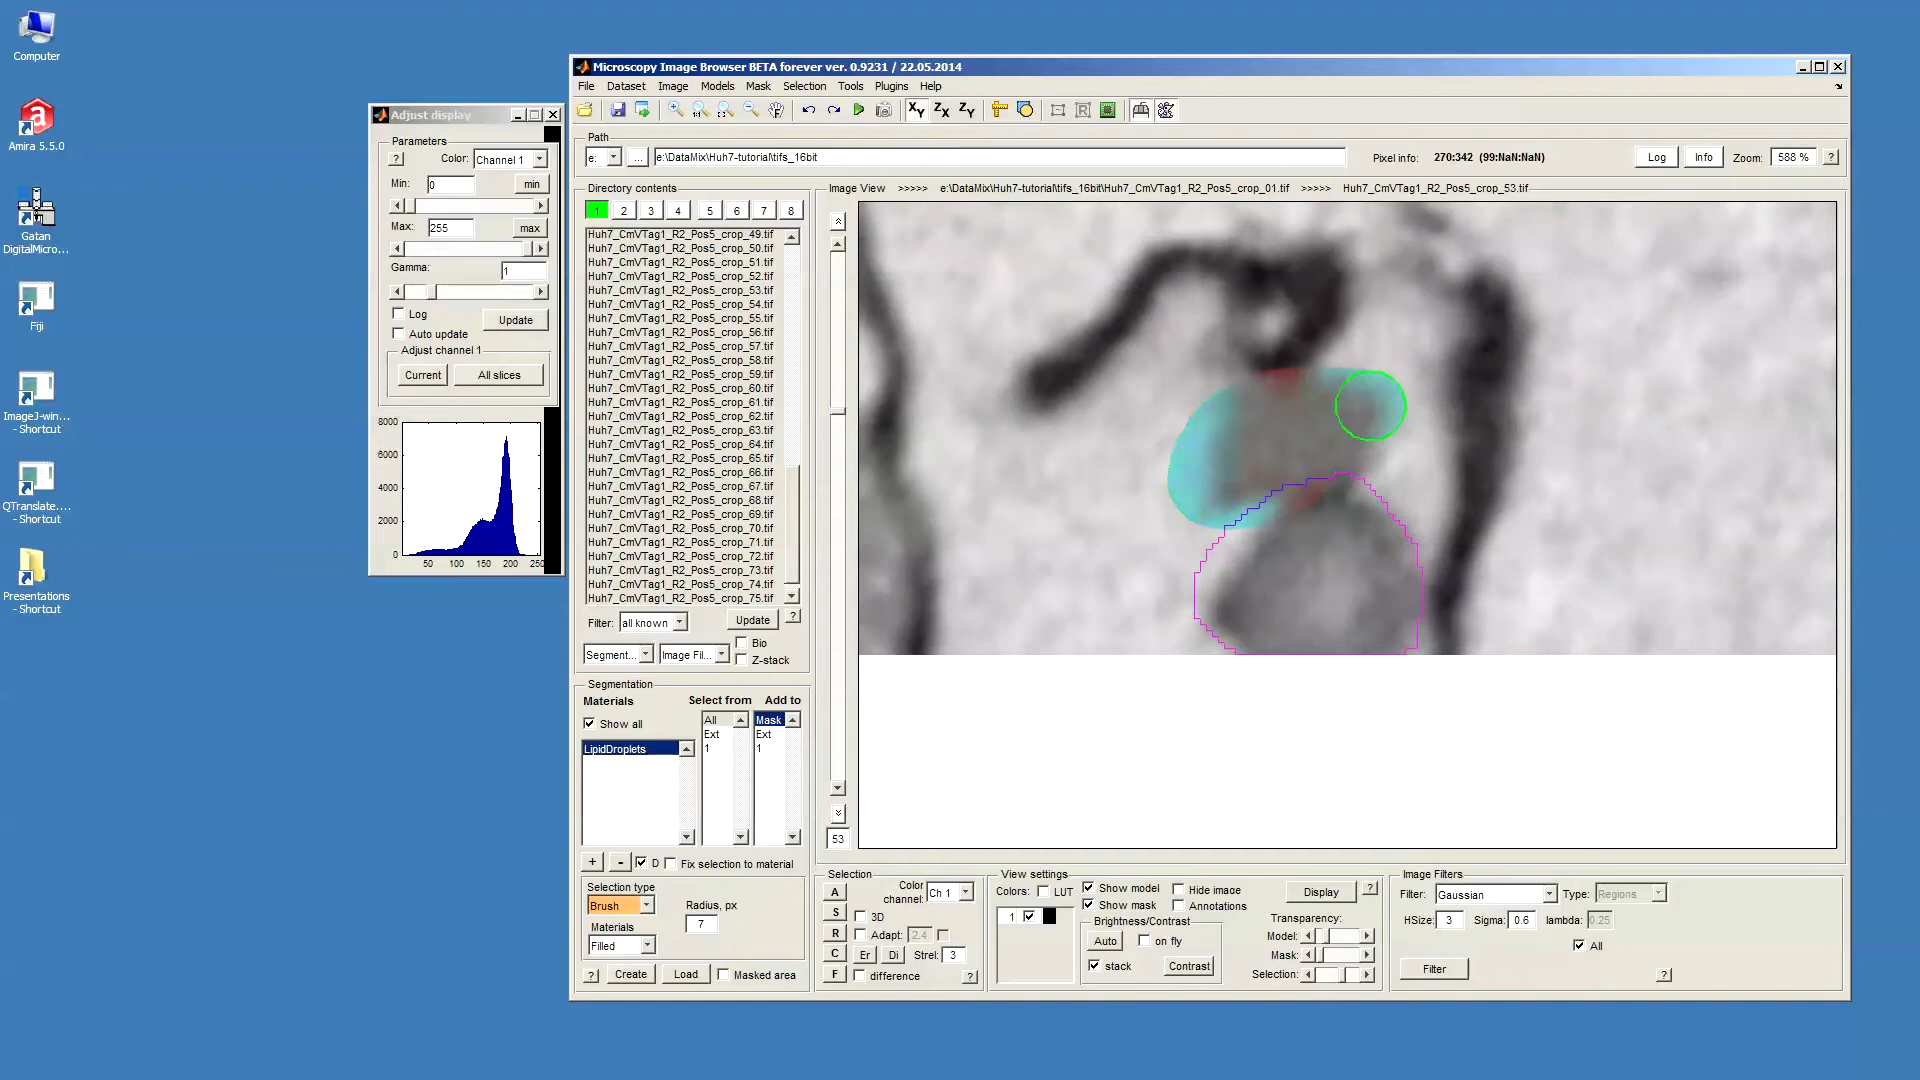 Computer
Amira 5.5.0
Gatan
DigitalMicro...
Fiji
ImageJ-win...
- Shortcut
QTranslate....
- Shortcut
Presentations
- Shortcut
Adjust display
Parameters
? Color: Channel 1
Min: 0 min
Max: 255 max
Gamma: 1
Log
Update
Auto update
Adjust channel 1
Current All slices
8000
6000
4000
2000
0
50 100 150 200 250
Microscopy Image Browser BETA forever ver. 0.9231 / 22.05.2014
File Dataset Image Models Mask Selection Tools Plugins Help
XY ZX ZY
Path
e: ... e:\DataMix\Huh7-tutorial\tifs_16bit
Pixel info: 270:342 (99:NaN:NaN) Log Info Zoom: 588 % ?
Directory contents
1 2 3 4 5 6 7 8
Huh7_CmVTag1_R2_Pos5_crop_49.tif
Huh7_CmVTag1_R2_Pos5_crop_50.tif
Huh7_CmVTag1_R2_Pos5_crop_51.tif
Huh7_CmVTag1_R2_Pos5_crop_52.tif
Huh7_CmVTag1_R2_Pos5_crop_53.tif
Huh7_CmVTag1_R2_Pos5_crop_54.tif
Huh7_CmVTag1_R2_Pos5_crop_55.tif
Huh7_CmVTag1_R2_Pos5_crop_56.tif
Huh7_CmVTag1_R2_Pos5_crop_57.tif
Huh7_CmVTag1_R2_Pos5_crop_58.tif
Huh7_CmVTag1_R2_Pos5_crop_59.tif
Huh7_CmVTag1_R2_Pos5_crop_60.tif
Huh7_CmVTag1_R2_Pos5_crop_61.tif
Huh7_CmVTag1_R2_Pos5_crop_62.tif
Huh7_CmVTag1_R2_Pos5_crop_63.tif
Huh7_CmVTag1_R2_Pos5_crop_64.tif
Huh7_CmVTag1_R2_Pos5_crop_65.tif
Huh7_CmVTag1_R2_Pos5_crop_66.tif
Huh7_CmVTag1_R2_Pos5_crop_67.tif
Huh7_CmVTag1_R2_Pos5_crop_68.tif
Huh7_CmVTag1_R2_Pos5_crop_69.tif
Huh7_CmVTag1_R2_Pos5_crop_70.tif
Huh7_CmVTag1_R2_Pos5_crop_71.tif
Huh7_CmVTag1_R2_Pos5_crop_72.tif
Huh7_CmVTag1_R2_Pos5_crop_73.tif
Huh7_CmVTag1_R2_Pos5_crop_74.tif
Huh7_CmVTag1_R2_Pos5_crop_75.tif
Filter: all known Update ?
Segment... Image Fil... Bio
Z-stack
Image View >>>>> e:\DataMix\Huh7-tutorial\tifs_16bit\Huh7_CmVTag1_R2_Pos5_crop_01.tif >>>>> Huh7_CmVTag1_R2_Pos5_crop_53.tif
53
Segmentation
Materials Select from Add to
Show all
All
Ext
1
Mask
Ext
1
LipidDroplets
+ - D Fix selection to material
Selection type
Brush
Radius, px
7
Materials
Filled
? Create Load Masked area
Selection
A Color channel: Ch 1
S 3D
R Adapt: 2.4
C Er Di Strel: 3
F difference ?
View settings
Colors: LUT Show model Hide image Display ?
1 Show mask Annotations
Brightness/Contrast
Auto on fly
stack Contrast
Transparency:
Model:
Mask:
Selection:
Image Filters
Filter: Gaussian Type: Regions
HSize: 3 Sigma: 0.6 lambda: 0.25
All
Filter ?